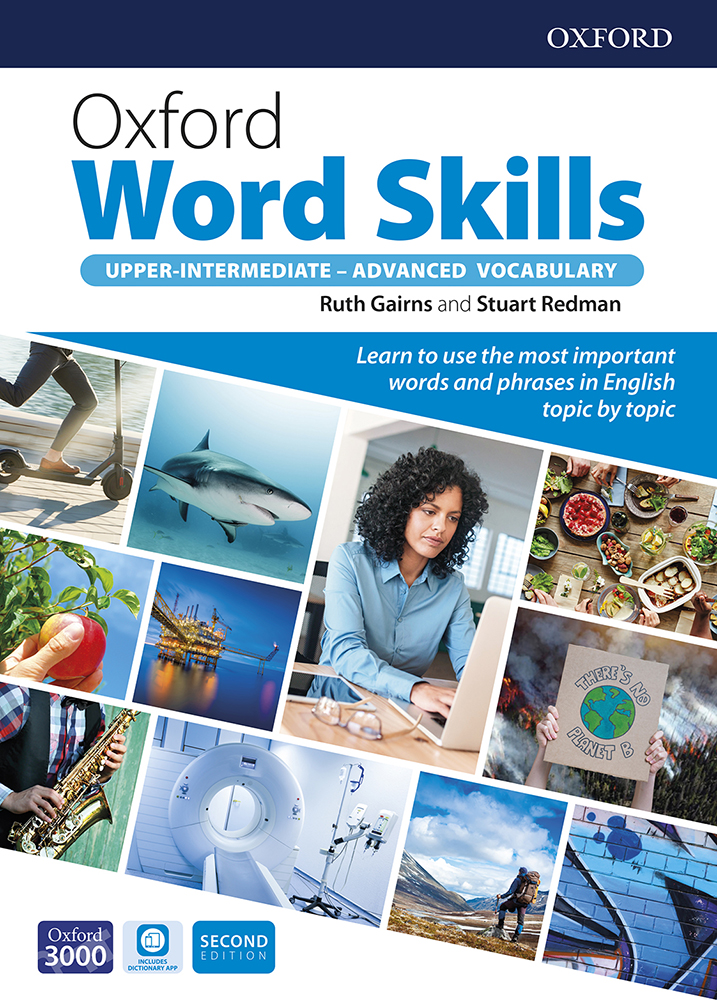 OXFORD
Oxford
Word Skills
UPPER-INTERMEDIATE – ADVANCED VOCABULARY
Ruth Gairns and Stuart Redman
Learn to use the most important
words and phrases in English
topic by topic
THERE'S NO
PLANET B
Oxford
3000
INCLUDES
DICTIONARY APP
SECOND
EDITION